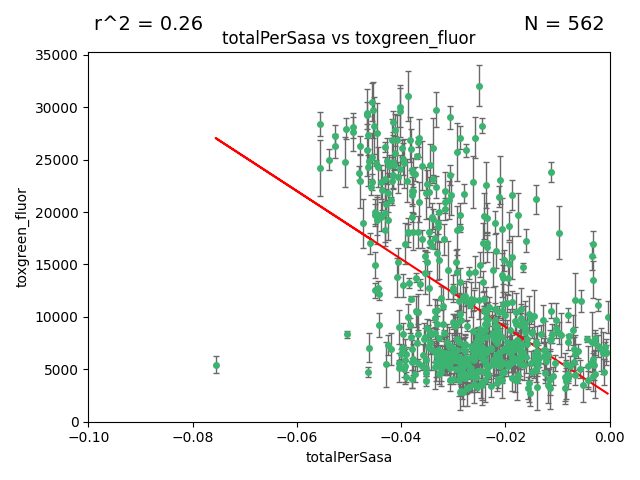 r^2 = 0.26
N = 562
totalPerSasa vs toxgreen_fluor
35000
30000
25000
20000
15000
10000
5000
0
toxgreen_fluor
−0.10
−0.08
−0.06
−0.04
−0.02
0.00
totalPerSasa